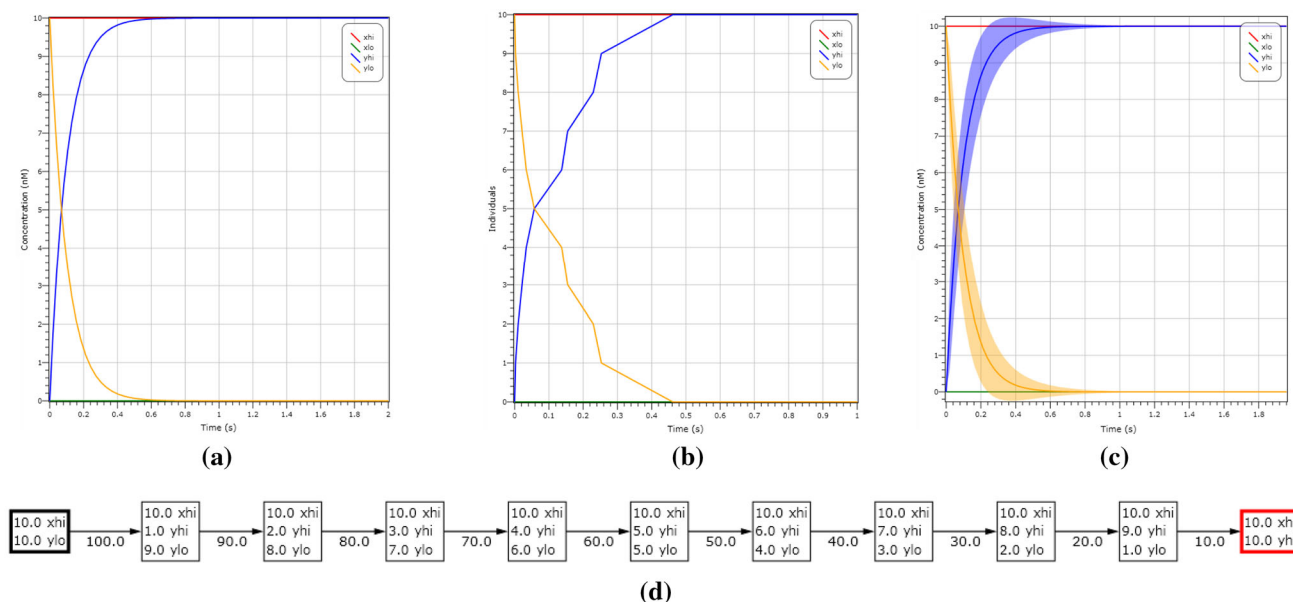 Concentration (nM)
10
9
8
7
6
5
4
3
2
1
0
xhi
xlo
yhi
ylo
0 0.2 0.4 0.6 0.8 1 1.2 1.4 1.6 1.8 2
Time (s)
(a)
Individuals
10
9
8
7
6
5
4
3
2
1
0
xhi
xlo
yhi
ylo
0 0.1 0.2 0.3 0.4 0.5 0.6 0.7 0.8 0.9 1
Time (s)
(b)
Concentration (nM)
10
9
8
7
6
5
4
3
2
1
0
xhi
xlo
yhi
ylo
0 0.2 0.4 0.6 0.8 1 1.2 1.4 1.6 1.8
Time (s)
(c)
10.0 xhi
10.0 ylo
100.0
10.0 xhi
1.0 yhi
9.0 ylo
90.0
10.0 xhi
2.0 yhi
8.0 ylo
80.0
10.0 xhi
3.0 yhi
7.0 ylo
70.0
10.0 xhi
4.0 yhi
6.0 ylo
60.0
10.0 xhi
5.0 yhi
5.0 ylo
50.0
10.0 xhi
6.0 yhi
4.0 ylo
40.0
10.0 xhi
7.0 yhi
3.0 ylo
30.0
10.0 xhi
8.0 yhi
2.0 ylo
20.0
10.0 xhi
9.0 yhi
1.0 ylo
10.0
10.0 xh
10.0 yh
(d)